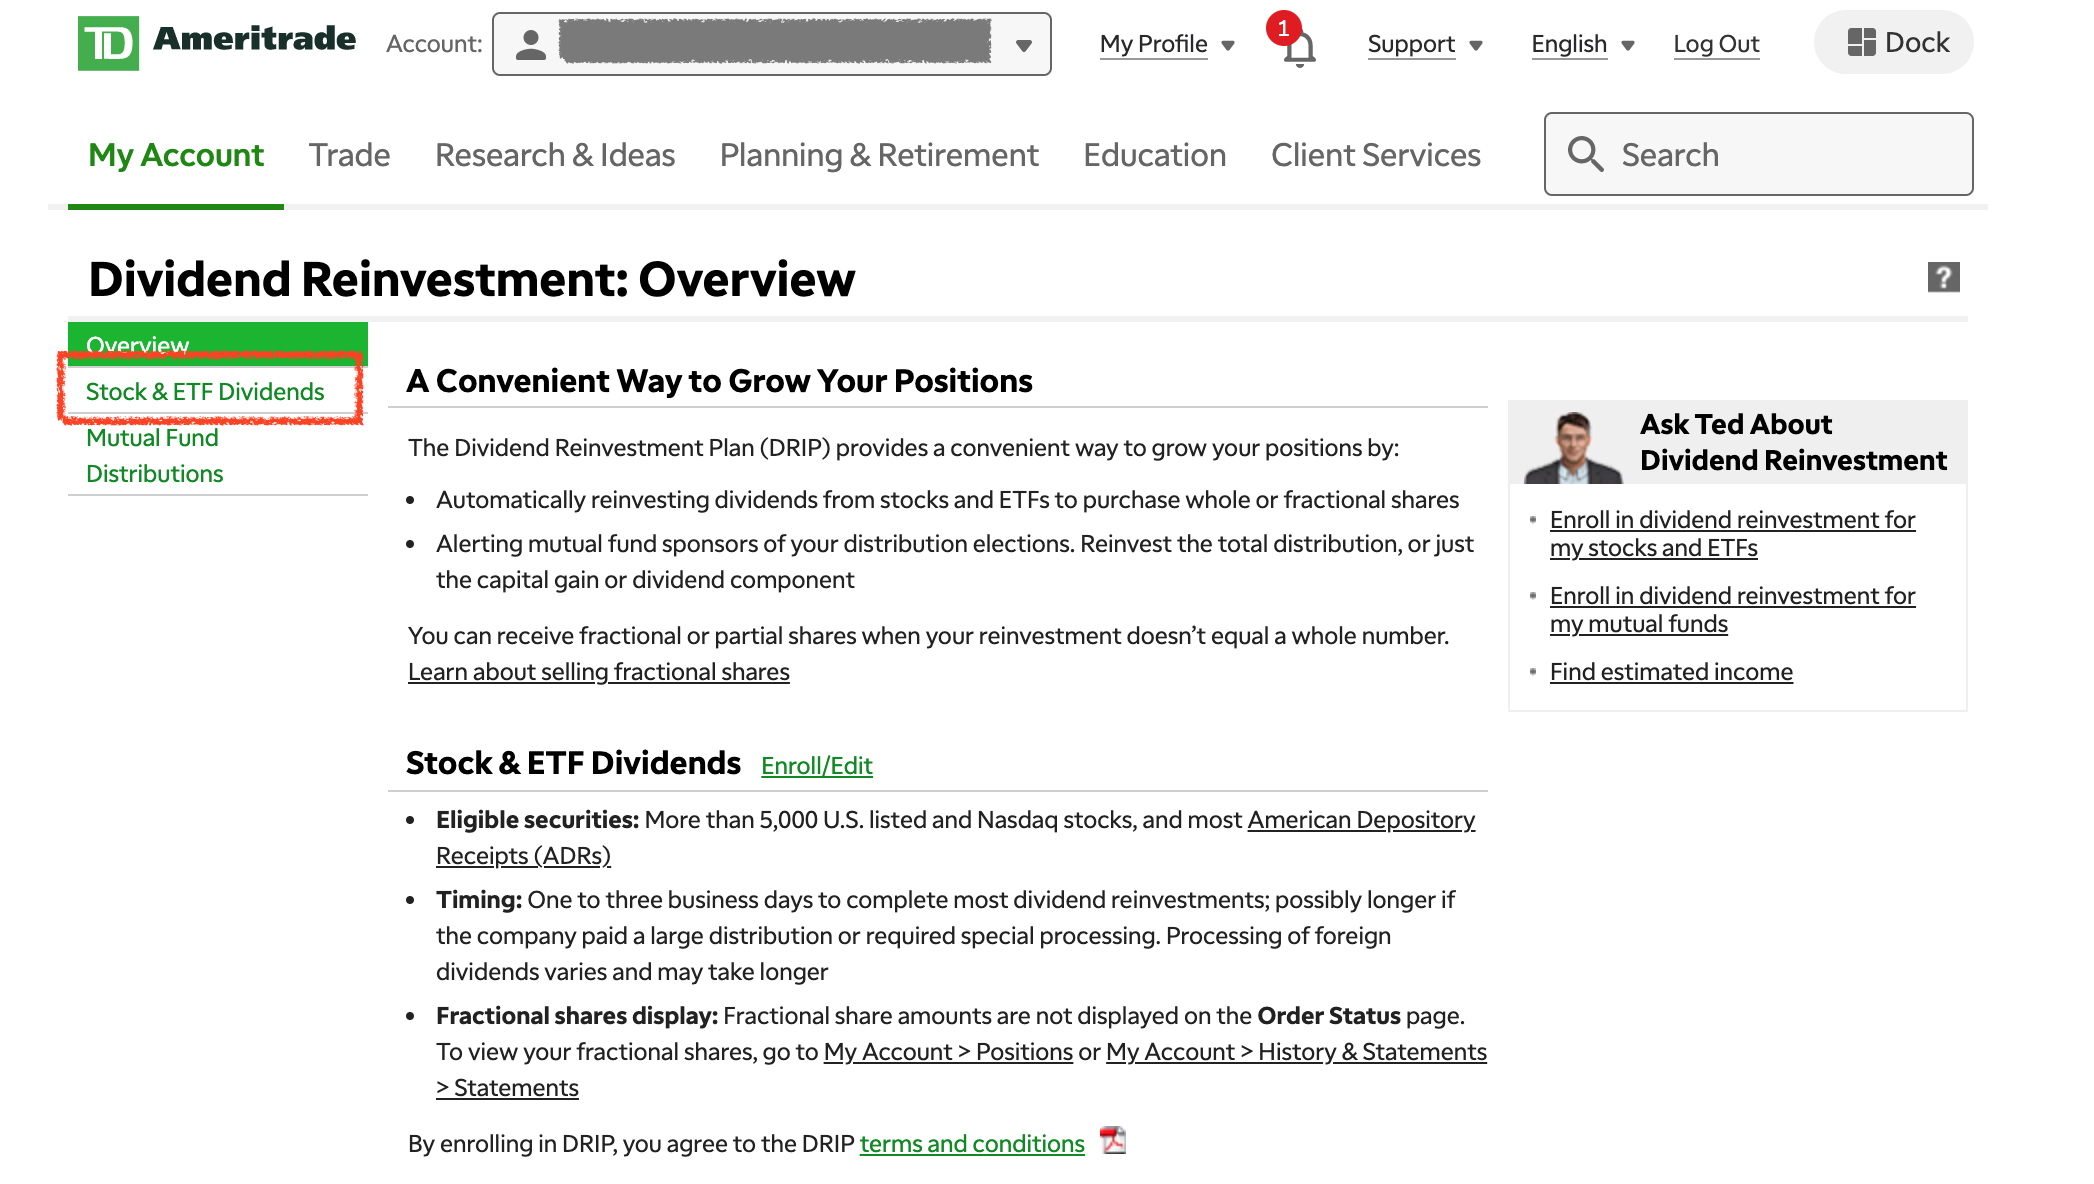 TD Ameritrade Account: My Profile 1 Support English Log Out Dock
My Account Trade Research & Ideas Planning & Retirement Education Client Services Search
Dividend Reinvestment: Overview ?
Overview
Stock & ETF Dividends
Mutual Fund
Distributions
A Convenient Way to Grow Your Positions
The Dividend Reinvestment Plan (DRIP) provides a convenient way to grow your positions by:
• Automatically reinvesting dividends from stocks and ETFs to purchase whole or fractional shares
• Alerting mutual fund sponsors of your distribution elections. Reinvest the total distribution, or just
the capital gain or dividend component
You can receive fractional or partial shares when your reinvestment doesn’t equal a whole number.
Learn about selling fractional shares
Stock & ETF Dividends Enroll/Edit
• Eligible securities: More than 5,000 U.S. listed and Nasdaq stocks, and most American Depository
Receipts (ADRs)
• Timing: One to three business days to complete most dividend reinvestments; possibly longer if
the company paid a large distribution or required special processing. Processing of foreign
dividends varies and may take longer
• Fractional shares display: Fractional share amounts are not displayed on the Order Status page.
To view your fractional shares, go to My Account > Positions or My Account > History & Statements
> Statements
By enrolling in DRIP, you agree to the DRIP terms and conditions
Ask Ted About
Dividend Reinvestment
Enroll in dividend reinvestment for
my stocks and ETFs
Enroll in dividend reinvestment for
my mutual funds
Find estimated income